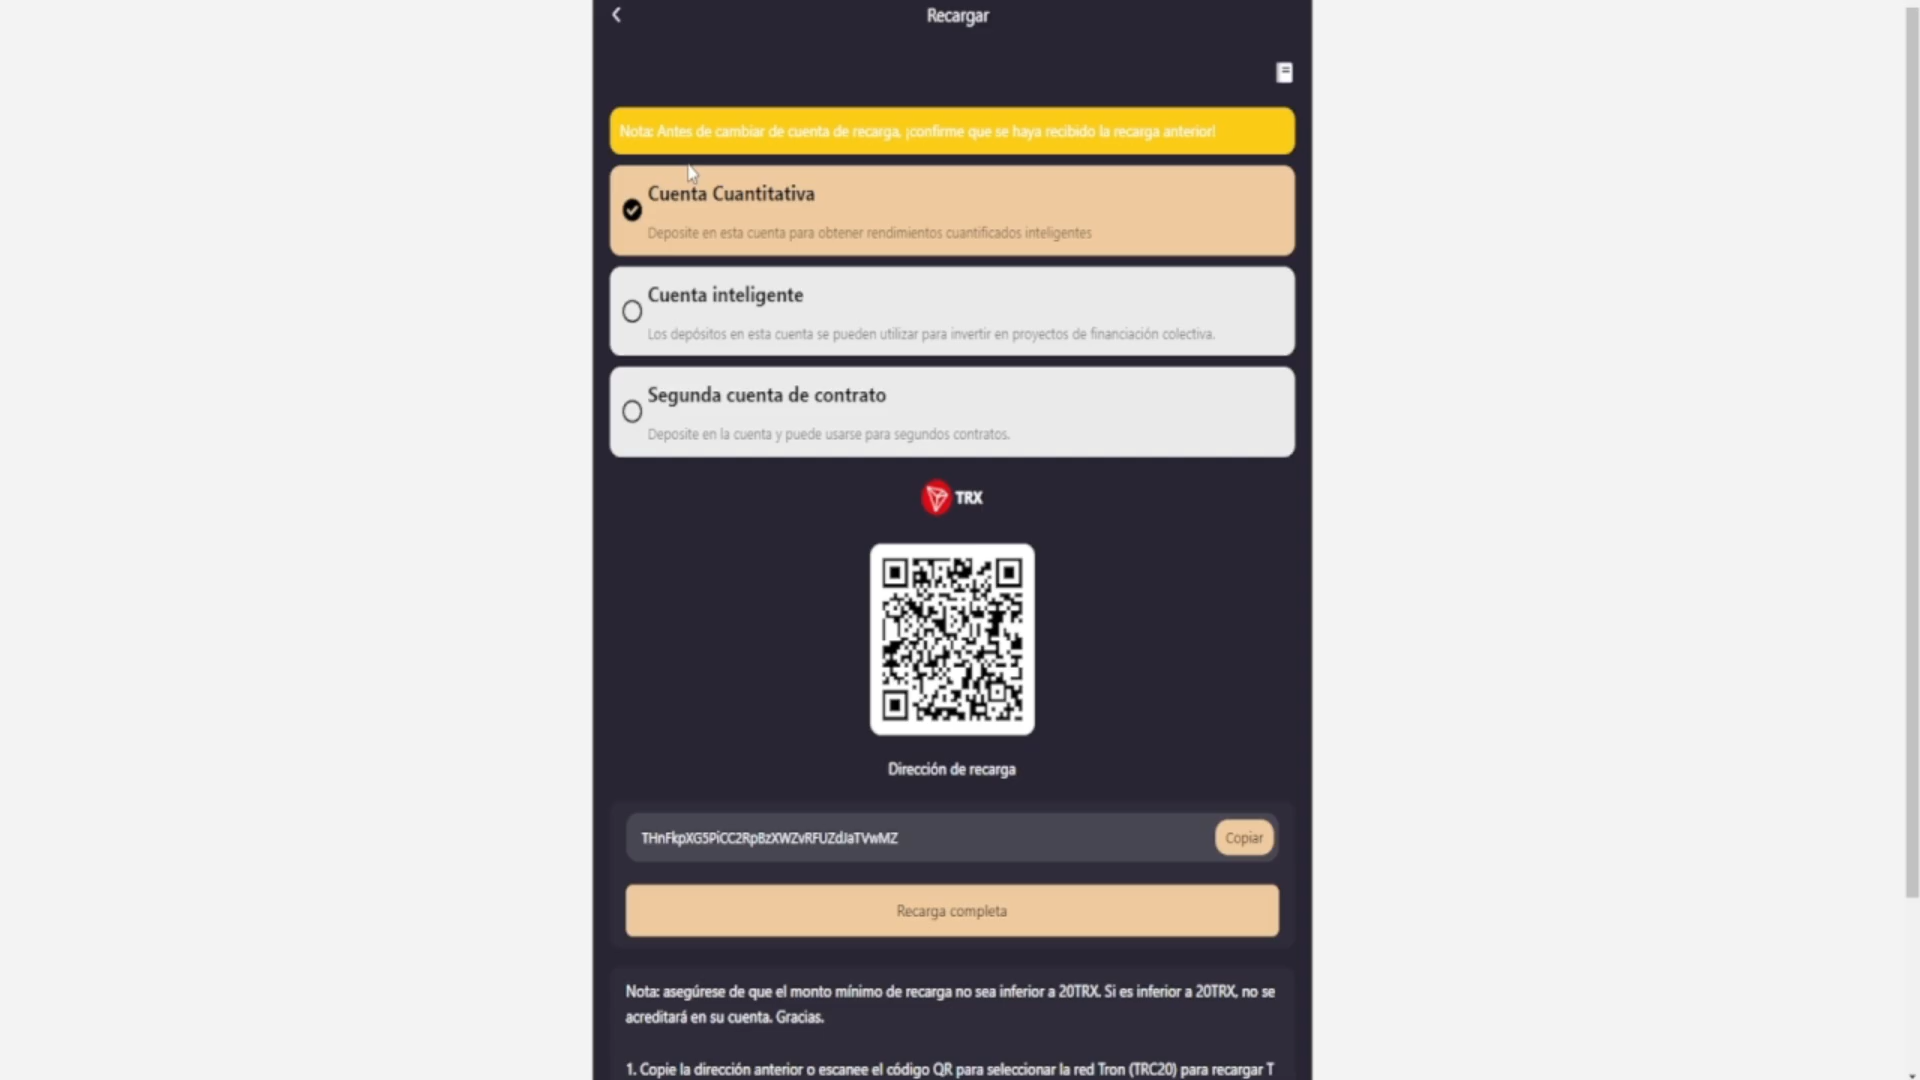 Recargar
Nota: Antes de cambiar de cuenta de recarga, ¡confirme que se haya recibido la recarga anterior!
Cuenta Cuantitativa
Deposite en esta cuenta para obtener rendimientos cuantificados inteligentes
Cuenta inteligente
Los depósitos en esta cuenta se pueden utilizar para invertir en proyectos de financiación colectiva.
Segunda cuenta de contrato
Deposite en la cuenta y puede usarse para segundos contratos.
TRX
Dirección de recarga
THnFkpXG5PiCC2RpBzXWZvRFUZdJaTVwMZ
Copiar
Recarga completa
Nota: asegúrese de que el monto mínimo de recarga no sea inferior a 20TRX. Si es inferior a 20TRX, no se
acreditará en su cuenta. Gracias.
1. Copie la dirección anterior o escanee el código QR para seleccionar la red Tron (TRC20) para recargar T